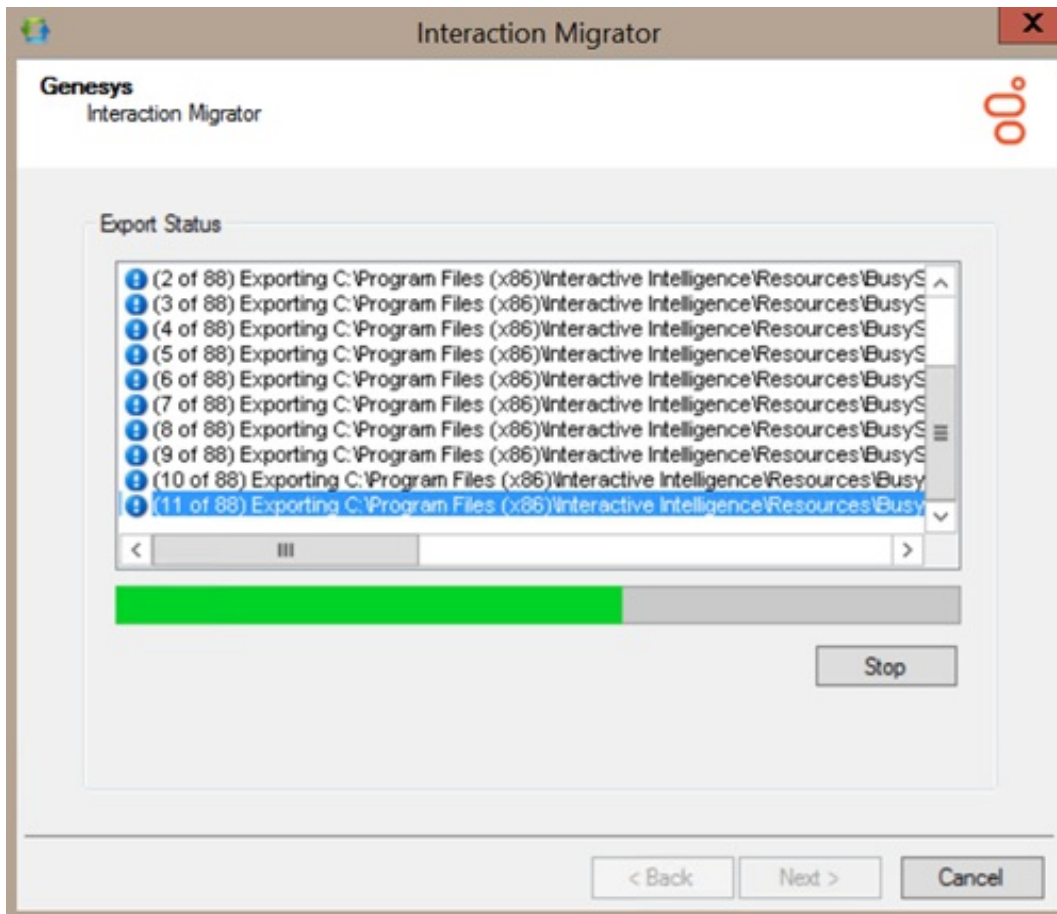 Interaction Migrator
X
Genesys
Interaction Migrator
Export Status
(2 of 88) Exporting C:\Program Files (x86)\Interactive Intelligence\Resources\BusyS
(3 of 88) Exporting C:\Program Files (x86)\Interactive Intelligence\Resources\BusyS
(4 of 88) Exporting C:\Program Files (x86)\Interactive Intelligence\Resources\BusyS
(5 of 88) Exporting C:\Program Files (x86)\Interactive Intelligence\Resources\BusyS
(6 of 88) Exporting C:\Program Files (x86)\Interactive Intelligence\Resources\BusyS
(7 of 88) Exporting C:\Program Files (x86)\Interactive Intelligence\Resources\BusyS
(8 of 88) Exporting C:\Program Files (x86)\Interactive Intelligence\Resources\BusyS
(9 of 88) Exporting C:\Program Files (x86)\Interactive Intelligence\Resources\BusyS
(10 of 88) Exporting C:\Program Files (x86)\Interactive Intelligence\Resources\Busy
(11 of 88) Exporting C:\Program Files (x86)\Interactive Intelligence\Resources\Busy
Stop
< Back Next > Cancel